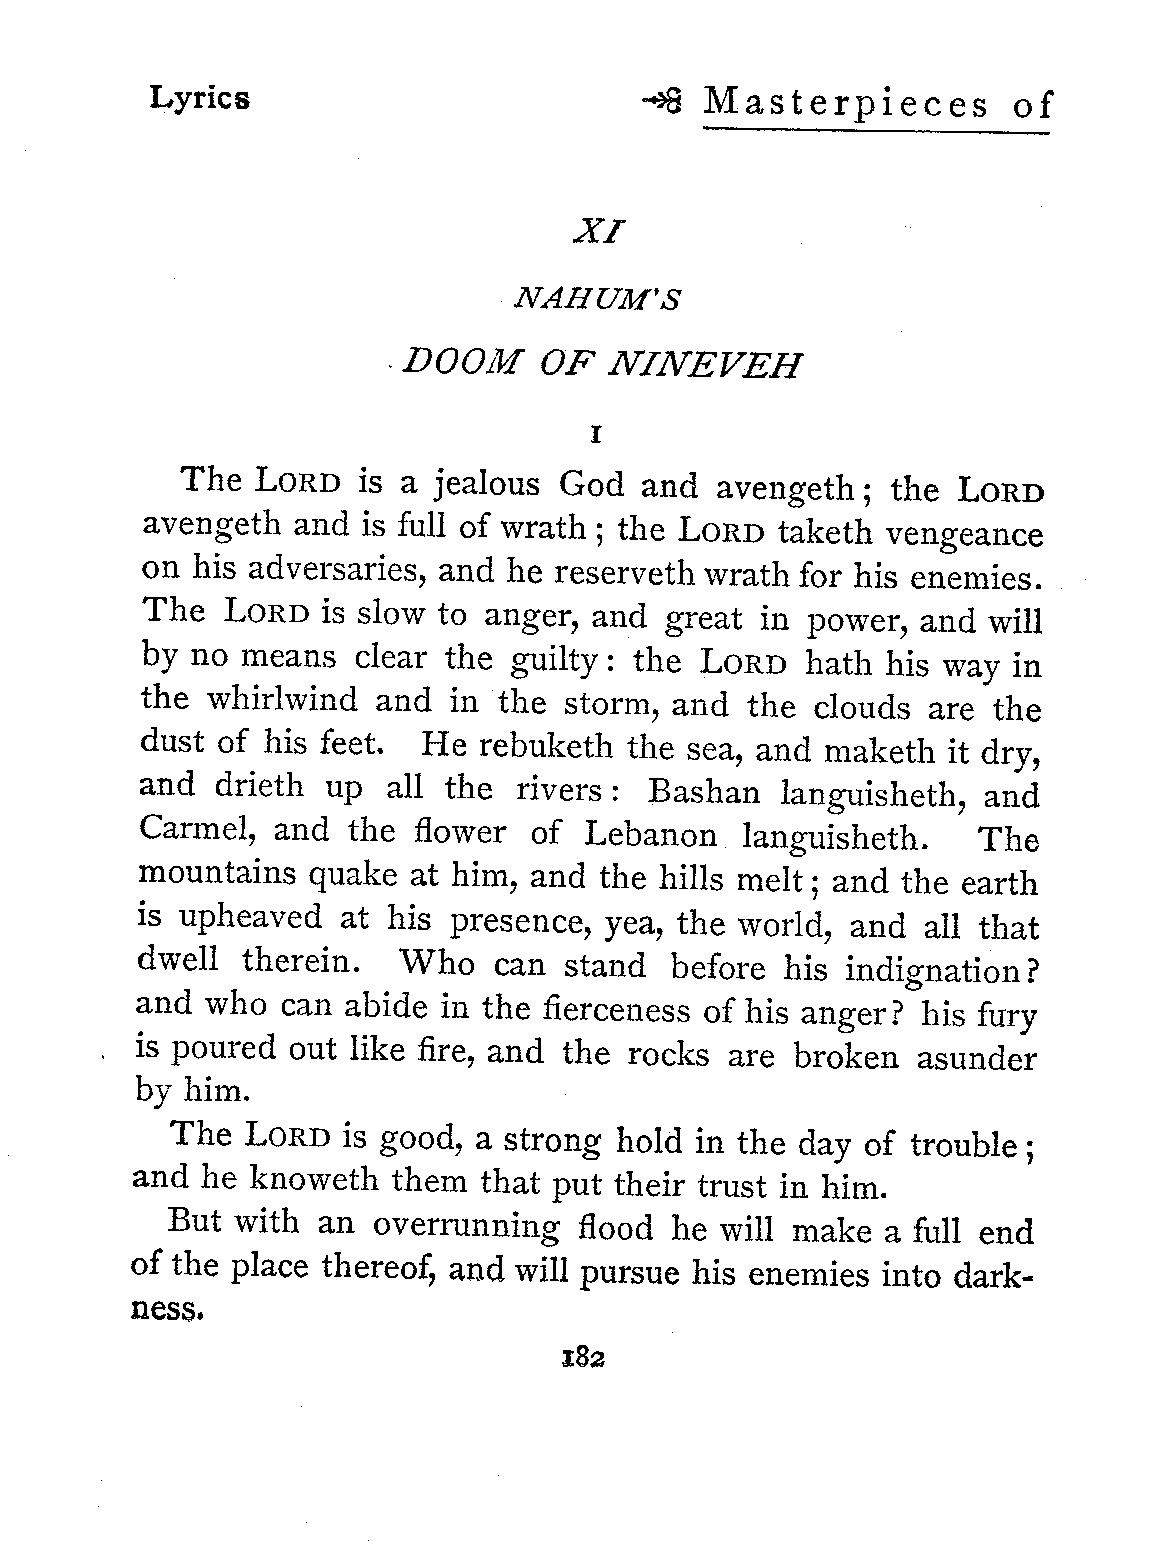 Lyrics Masterpieces of
XI
NAHUM'S
DOOM OF NINEVEH
I
The LORD is a jealous God and avengeth; the LORD
avengeth and is full of wrath; the LORD taketh vengeance
on his adversaries, and he reserveth wrath for his enemies.
The LORD is slow to anger, and great in power, and will
by no means clear the guilty: the LORD hath his way in
the whirlwind and in the storm, and the clouds are the
dust of his feet. He rebuketh the sea, and maketh it dry,
and drieth up all the rivers: Bashan languisheth, and
Carmel, and the flower of Lebanon languisheth. The
mountains quake at him, and the hills melt; and the earth
is upheaved at his presence, yea, the world, and all that
dwell therein. Who can stand before his indignation?
and who can abide in the fierceness of his anger? his fury
is poured out like fire, and the rocks are broken asunder
by him.
The LORD is good, a strong hold in the day of trouble;
and he knoweth them that put their trust in him.
But with an overrunning flood he will make a full end
of the place thereof, and will pursue his enemies into dark-
ness.
182